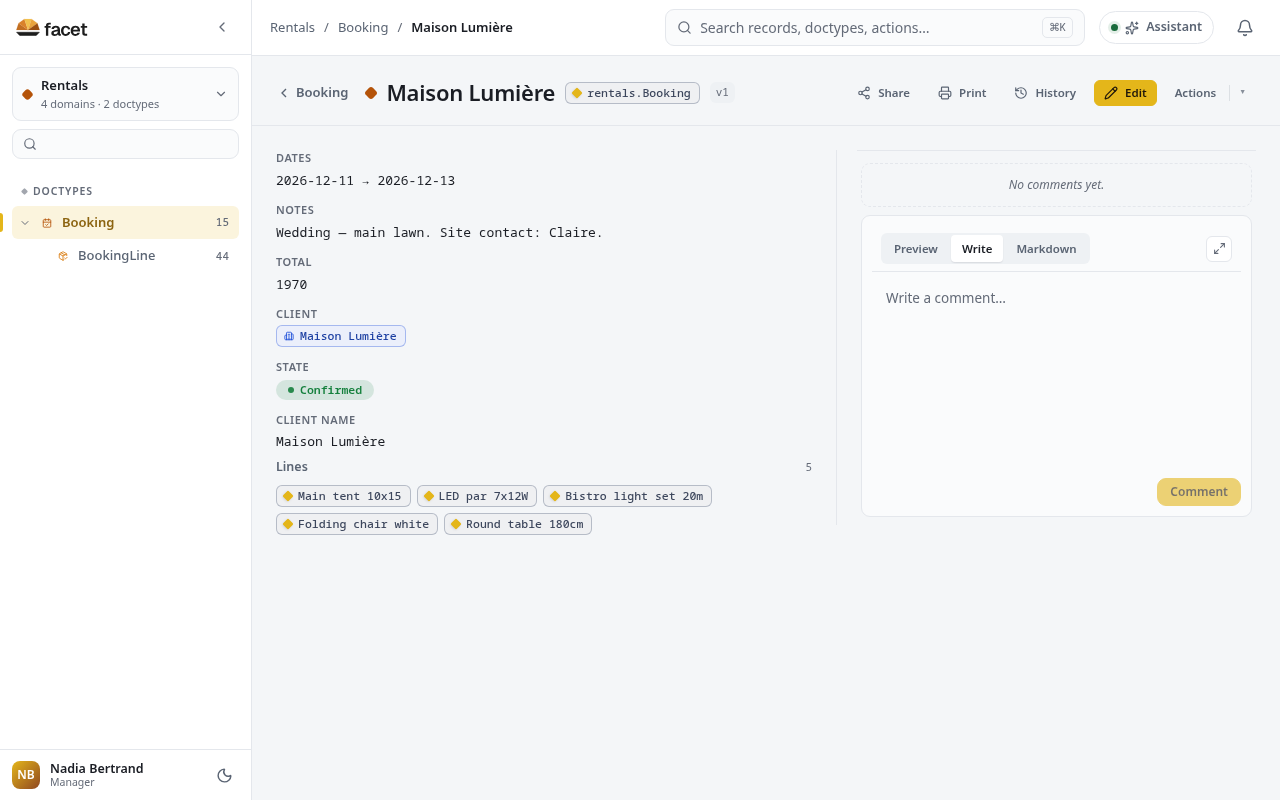 facet
Rentals
4 domains · 2 doctypes
DOCTYPES
Booking 15
BookingLine 44
NB
Nadia Bertrand
Manager
Rentals / Booking / Maison Lumière
Search records, doctypes, actions...
⌘K
Assistant
Booking
Maison Lumière
rentals.Booking
v1
Share
Print
History
Edit
Actions
DATES
2026-12-11 → 2026-12-13
NOTES
Wedding — main lawn. Site contact: Claire.
TOTAL
1970
CLIENT
Maison Lumière
STATE
Confirmed
CLIENT NAME
Maison Lumière
Lines 5
Main tent 10x15
LED par 7x12W
Bistro light set 20m
Folding chair white
Round table 180cm
No comments yet.
Preview
Write
Markdown
Write a comment...
Comment